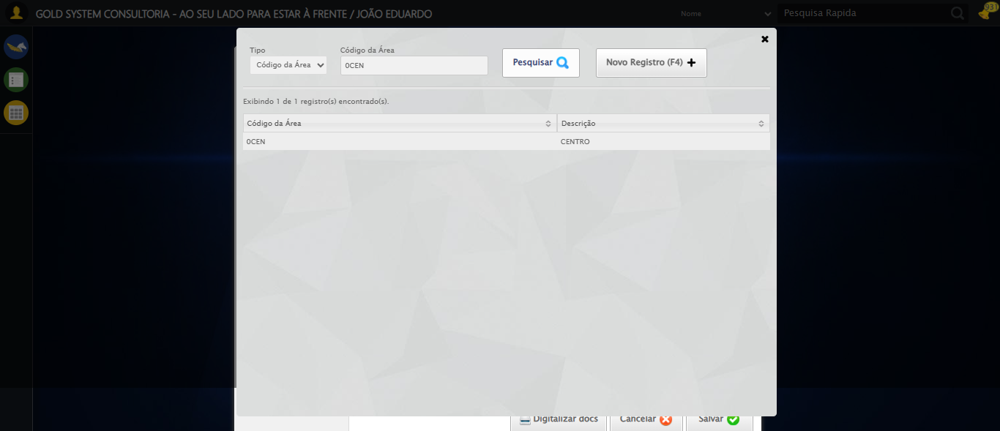 GOLD SYSTEM CONSULTORIA - AO SEU LADO PARA ESTAR À FRENTE / JOÃO EDUARDO
Nome
Pesquisa Rapida
931
Tipo
Código da Área
Código da Área
0CEN
Pesquisar
Novo Registro (F4)
Exibindo 1 de 1 registro(s) encontrado(s).
Código da Área Descrição
0CEN CENTRO
Digitalizar docs Cancelar Salvar